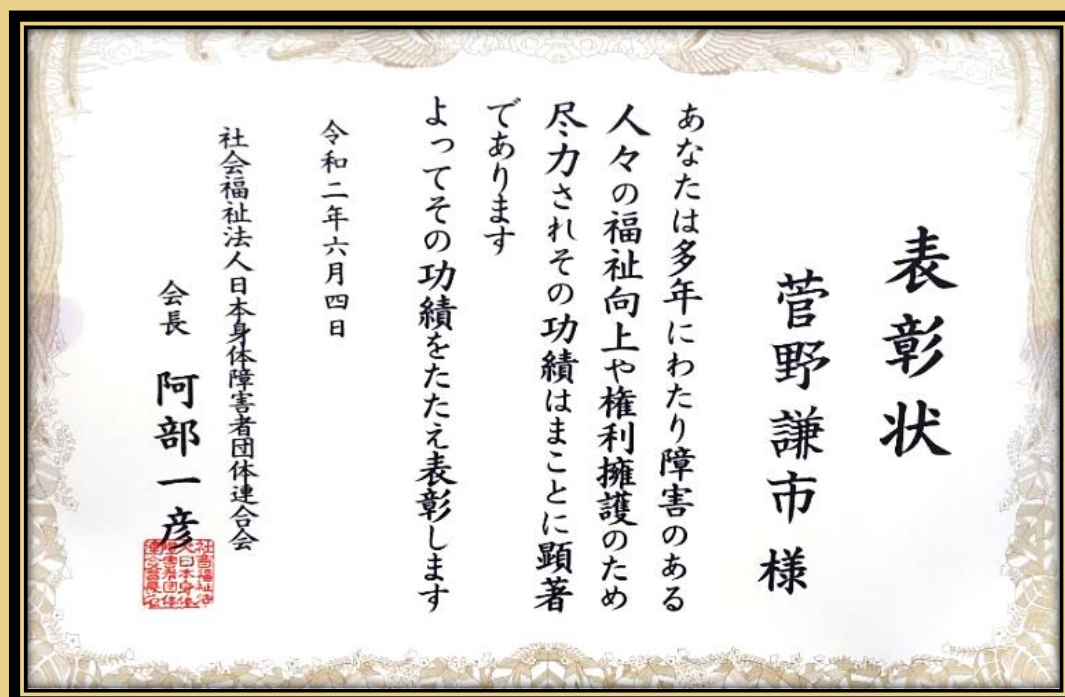 表彰状
菅野謙市 様
あなたは多年にわたり障害のある
人々の福祉向上や権利擁護のため
尽力されその功績はまことに顕著
であります
よってその功績をたたえ表彰します
令和二年六月四日
社会福祉法人日本身体障害者団体連合会
会長 阿部一彦